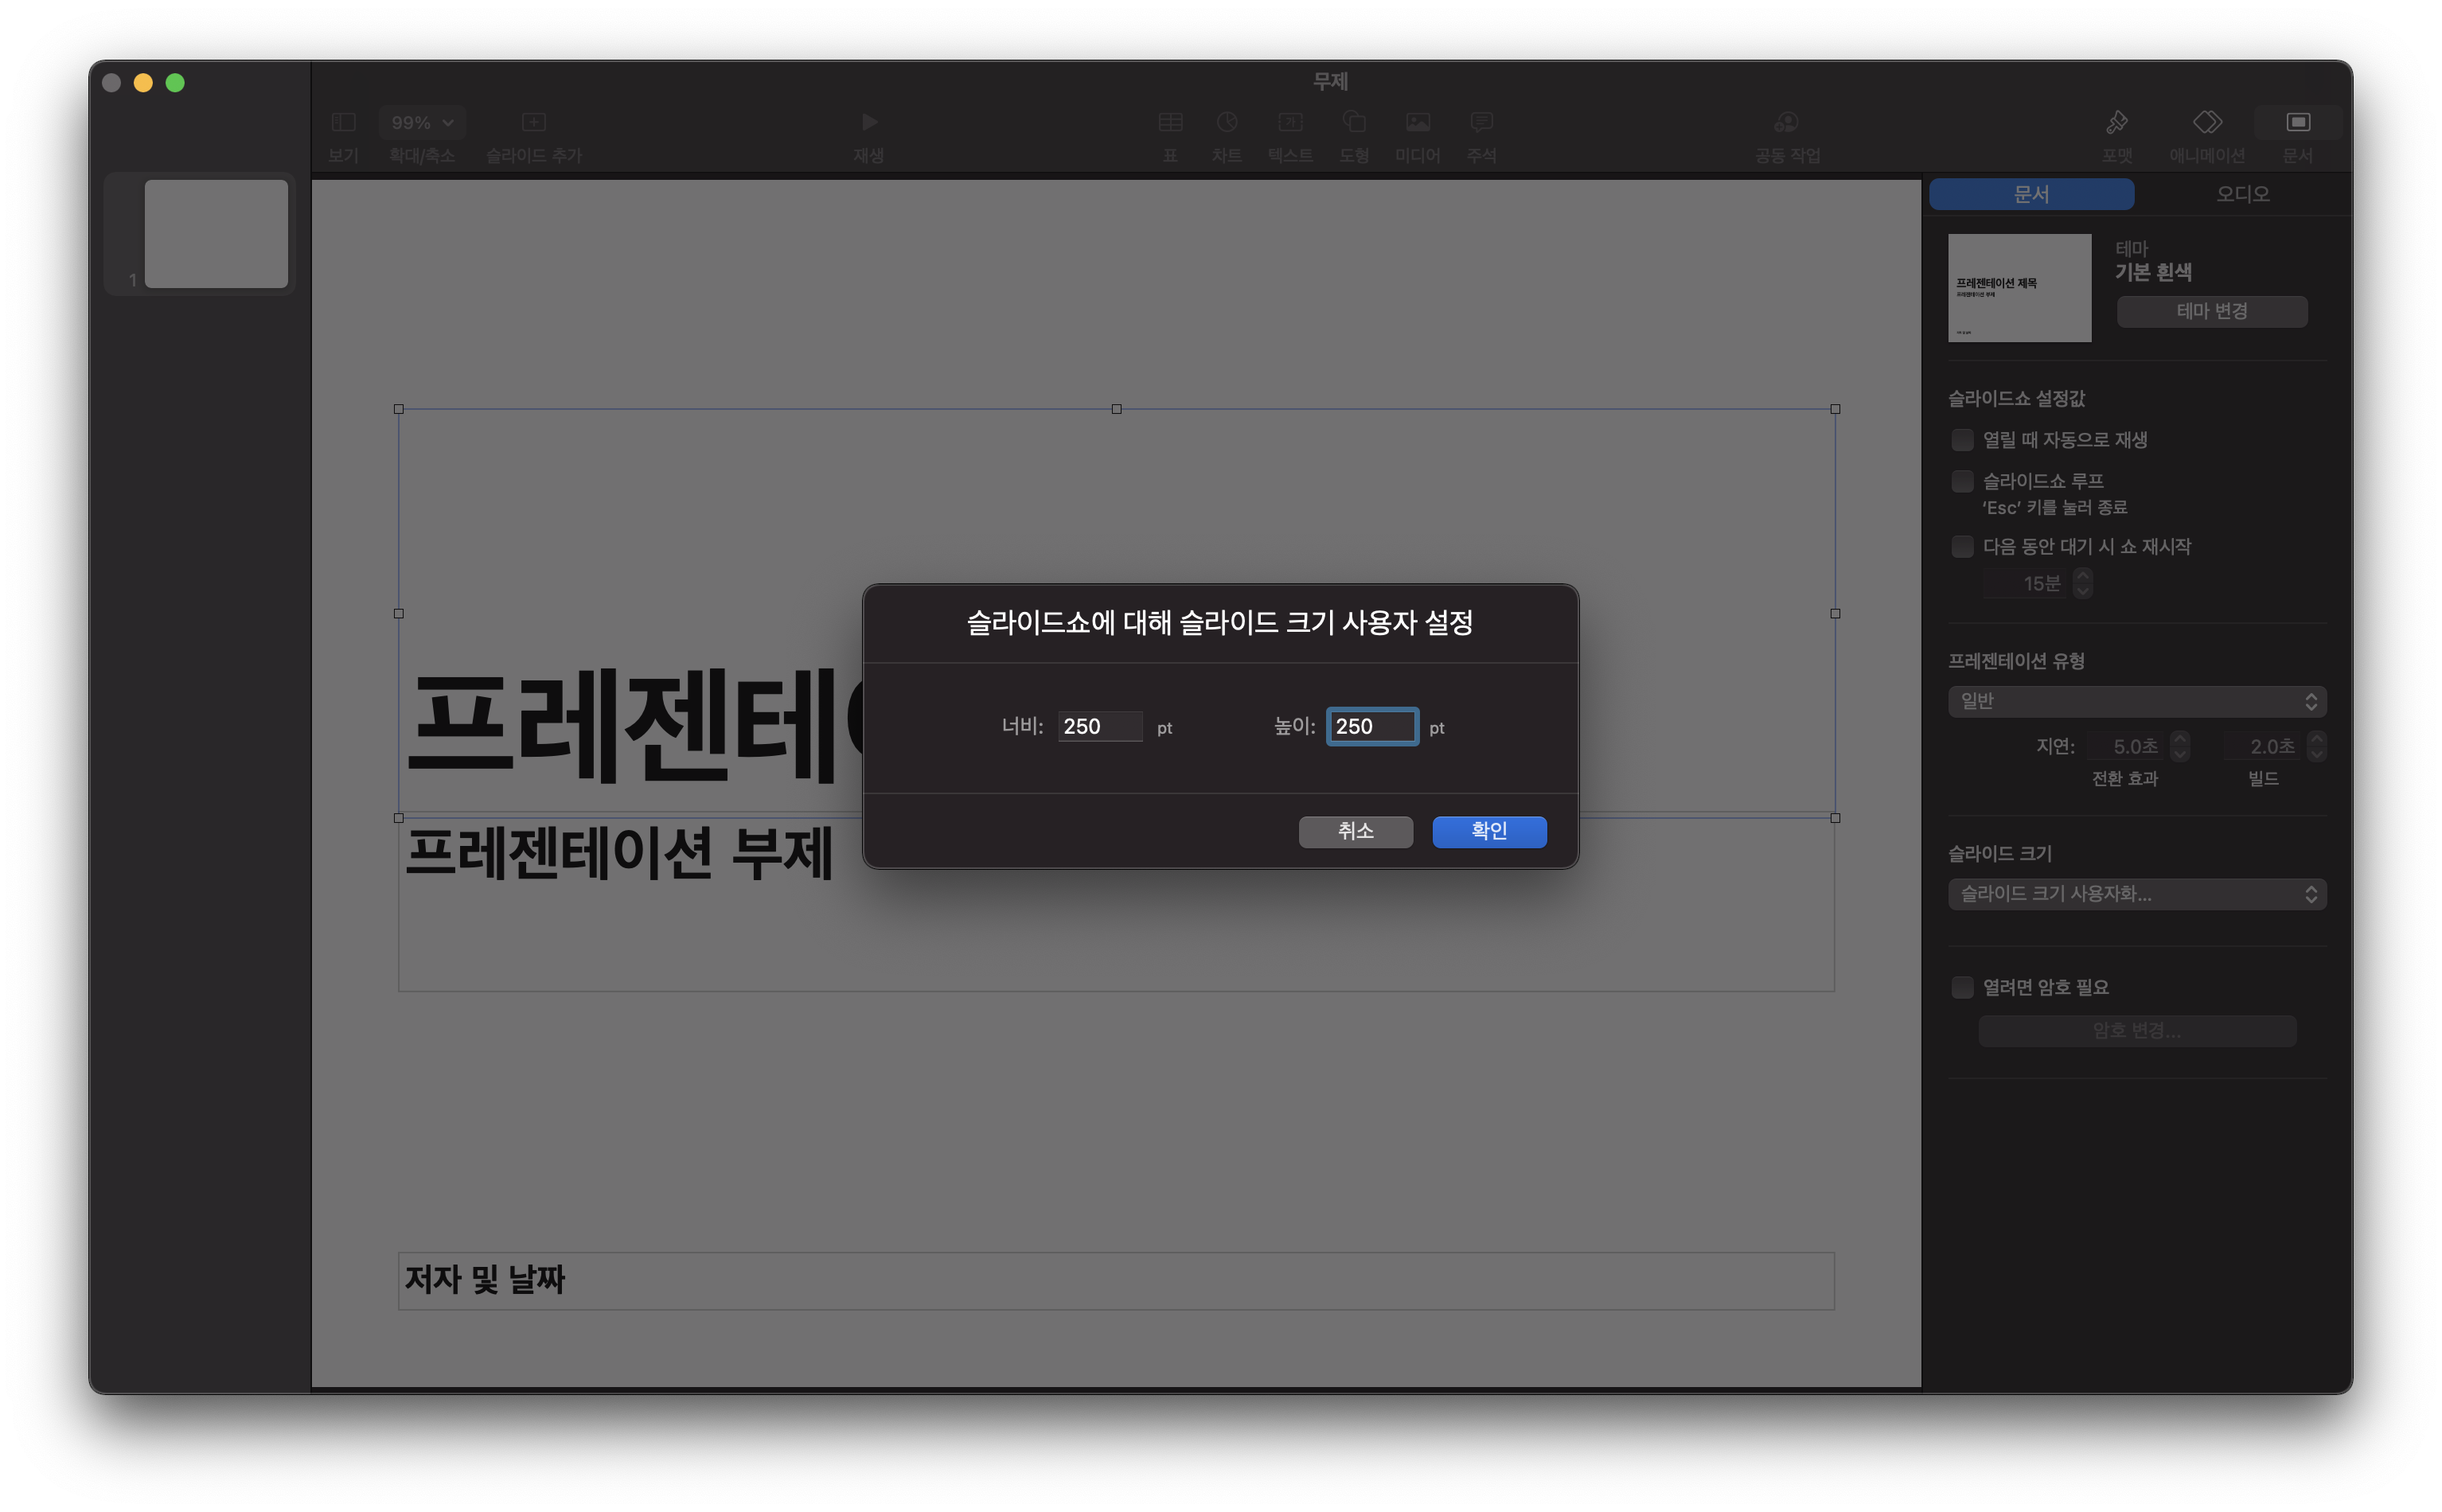 무제
99%
보기
확대/축소
슬라이드 추가
재생
표
차트
텍스트
도형
미디어
주석
공동 작업
포맷
애니메이션
문서
1
문서
오디오
프레젠테이션 제목
프레젠테이션 부제
테마
기본 흰색
테마 변경
슬라이드쇼 설정값
열릴 때 자동으로 재생
슬라이드쇼 루프
‘Esc’ 키를 눌러 종료
다음 동안 대기 시 쇼 재시작
15분
프레젠테이션 유형
일반
지연: 5.0초 2.0초
전환 효과 빌드
슬라이드 크기
슬라이드 크기 사용자화...
열려면 암호 필요
암호 변경...
슬라이드쇼에 대해 슬라이드 크기 사용자 설정
너비: 250 pt 높이: 250 pt
취소 확인
프레젠테
프레젠테이션 부제
저자 및 날짜